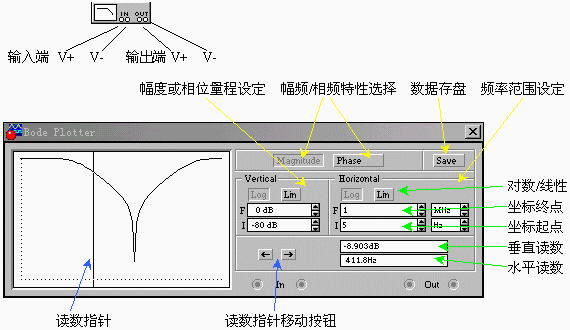 IN OUT
输入端 V+ V- 输出端 V+ V-
幅度或相位量程设定 幅频/相频特性选择 数据存盘 频率范围设定
Bode Plotter
Magnitude Phase Save
Vertical Horizontal
Log Lin Log Lin
对数/线性
F 0 dB F 1 MHz
坐标终点
I -80 dB I 5 Hz
坐标起点
-8.903dB
垂直读数
411.8Hz
水平读数
In Out
读数指针 读数指针移动按钮